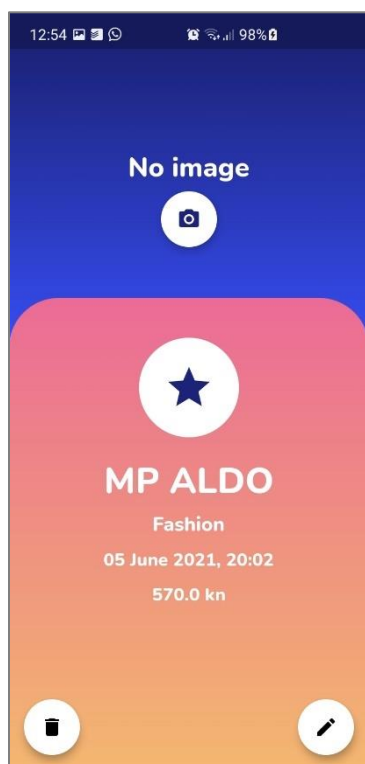 12:54 98%
No image
MP ALDO
Fashion
05 June 2021, 20:02
570.0 kn